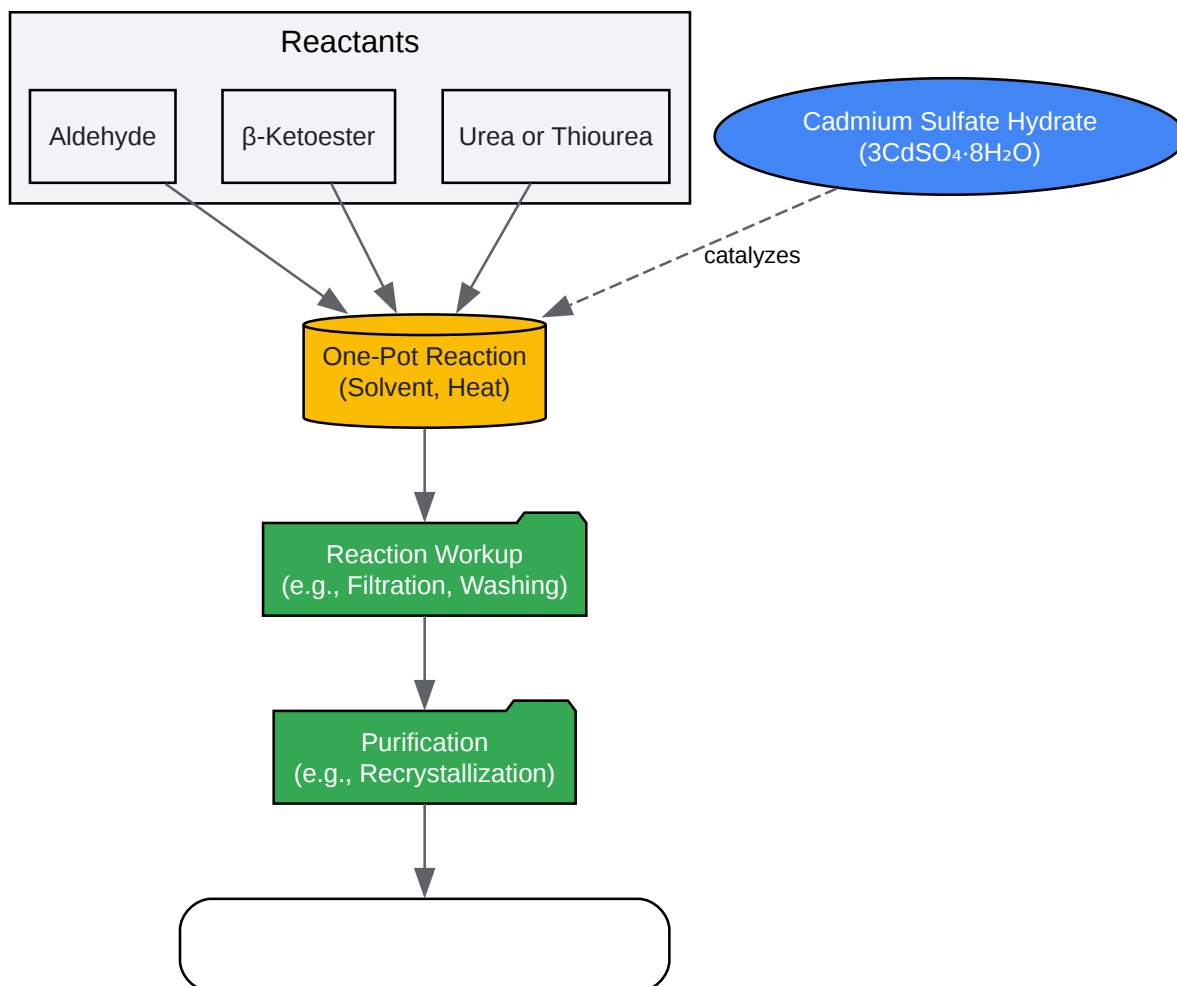 Reactants
Aldehyde
β-Ketoester
Urea or Thiourea
Cadmium Sulfate Hydrate
(3CdSO₄·8H₂O)
catalyzes
One-Pot Reaction
(Solvent, Heat)
Reaction Workup
(e.g., Filtration, Washing)
Purification
(e.g., Recrystallization)